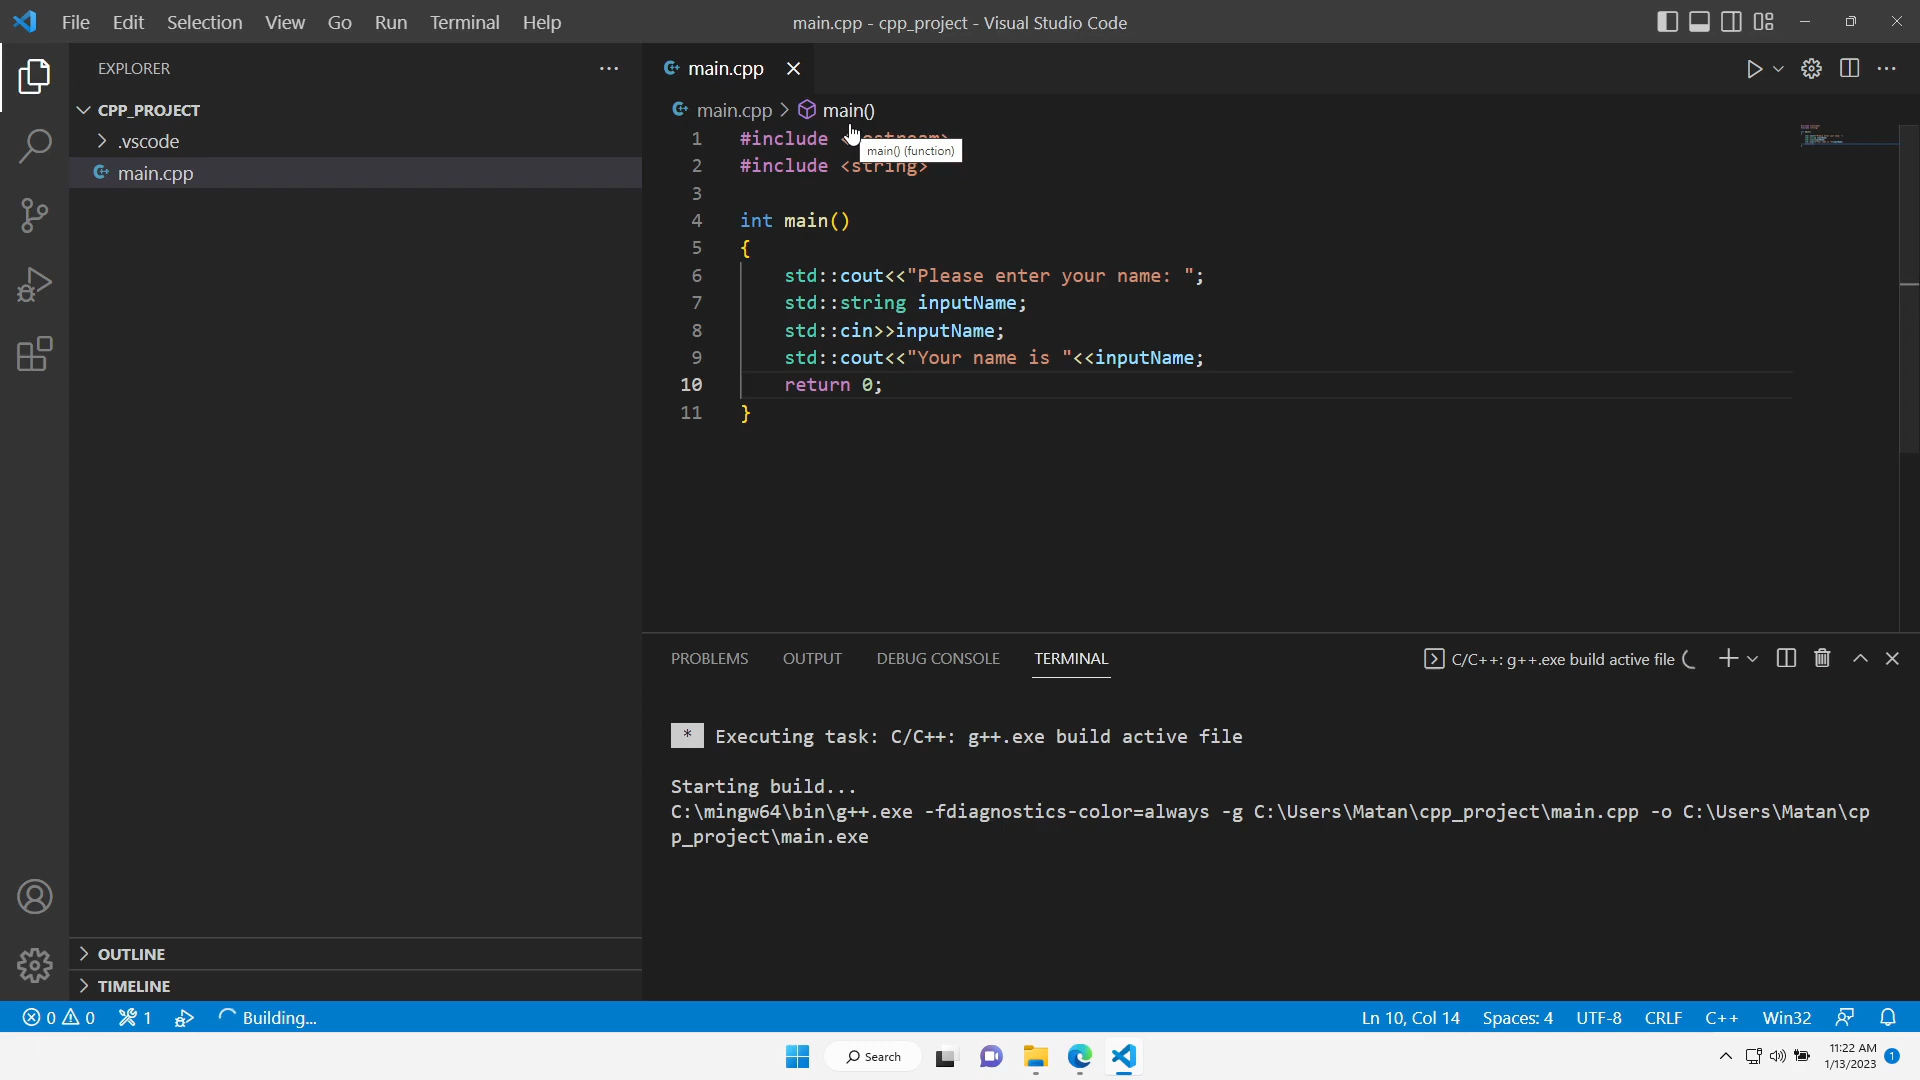 File Edit Selection View Go Run Terminal Help
main.cpp - cpp_project - Visual Studio Code
EXPLORER
CPP_PROJECT
.vscode
main.cpp
main.cpp
main.cpp > main()
main() (function)
1 #include
2 #include <string>
3
4 int main()
5 {
6 std::cout<<"Please enter your name: ";
7 std::string inputName;
8 std::cin>>inputName;
9 std::cout<<"Your name is "<<inputName;
10 return 0;
11 }
PROBLEMS OUTPUT DEBUG CONSOLE TERMINAL
C/C++: g++.exe build active file
* Executing task: C/C++: g++.exe build active file
Starting build...
C:\mingw64\bin\g++.exe -fdiagnostics-color=always -g C:\Users\Matan\cpp_project\main.cpp -o C:\Users\Matan\cp
p_project\main.exe
OUTLINE
TIMELINE
0 0 1 Building...
Ln 10, Col 14 Spaces: 4 UTF-8 CRLF C++ Win32
Search
11:22 AM
1/13/2023
1